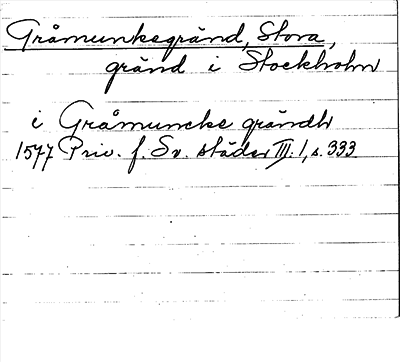 Gråmunkegränd, Stora,
gränd i Stockholm
i Gråmuncke grändh
1577 Priv. f. Sv. städer III: 1, s. 333